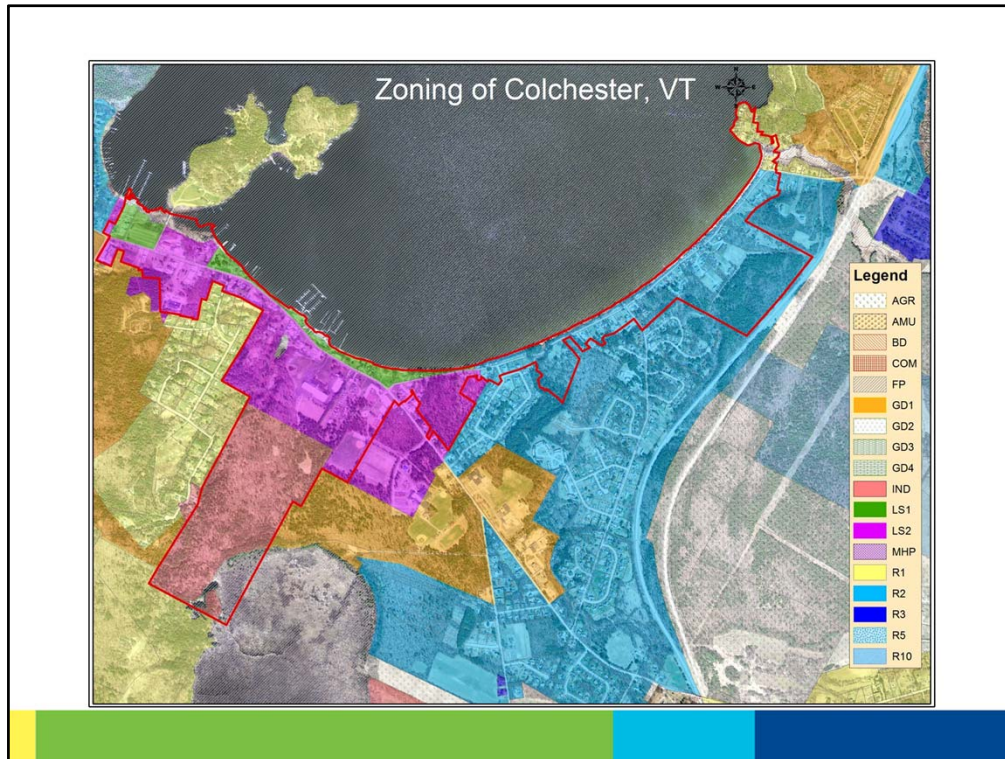 Zoning of Colchester, VT
N
W
E
S
Legend
AGR
AMU
BD
COM
FP
GD1
GD2
GD3
GD4
IND
LS1
LS2
MHP
R1
R2
R3
R5
R10